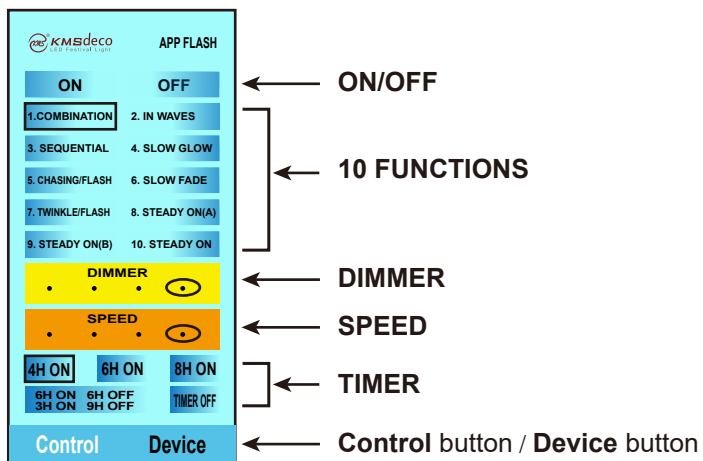 KMSdeco
LED Festival Light
APP FLASH
ON OFF
ON/OFF
1.COMBINATION 2. IN WAVES
3. SEQUENTIAL 4. SLOW GLOW
5. CHASING/FLASH 6. SLOW FADE
7. TWINKLE/FLASH 8. STEADY ON(A)
9. STEADY ON(B) 10. STEADY ON
10 FUNCTIONS
DIMMER
DIMMER
SPEED
SPEED
4H ON 6H ON 8H ON
6H ON 6H OFF
3H ON 9H OFF
TIMER OFF
TIMER
Control Device
Control button / Device button